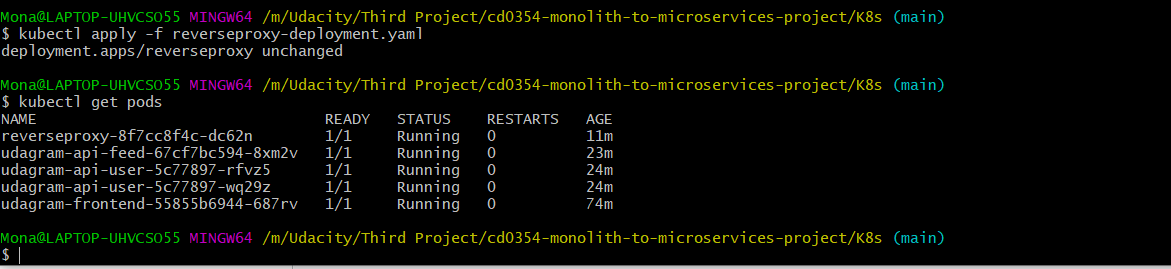 Mona@LAPTOP-UHVCSO55 MINGW64 /m/Udacity/Third Project/cd0354-monolith-to-microservices-project/K8s (main)
$ kubectl apply -f reverseproxy-deployment.yaml
deployment.apps/reverseproxy unchanged
Mona@LAPTOP-UHVCSO55 MINGW64 /m/Udacity/Third Project/cd0354-monolith-to-microservices-project/K8s (main)
$ kubectl get pods
NAME READY STATUS RESTARTS AGE
reverseproxy-8f7cc8f4c-dc62n 1/1 Running 0 11m
udagram-api-feed-67cf7bc594-8xm2v 1/1 Running 0 23m
udagram-api-user-5c77897-rfvz5 1/1 Running 0 24m
udagram-api-user-5c77897-wq29z 1/1 Running 0 24m
udagram-frontend-55855b6944-687rv 1/1 Running 0 74m
Mona@LAPTOP-UHVCSO55 MINGW64 /m/Udacity/Third Project/cd0354-monolith-to-microservices-project/K8s (main)
$